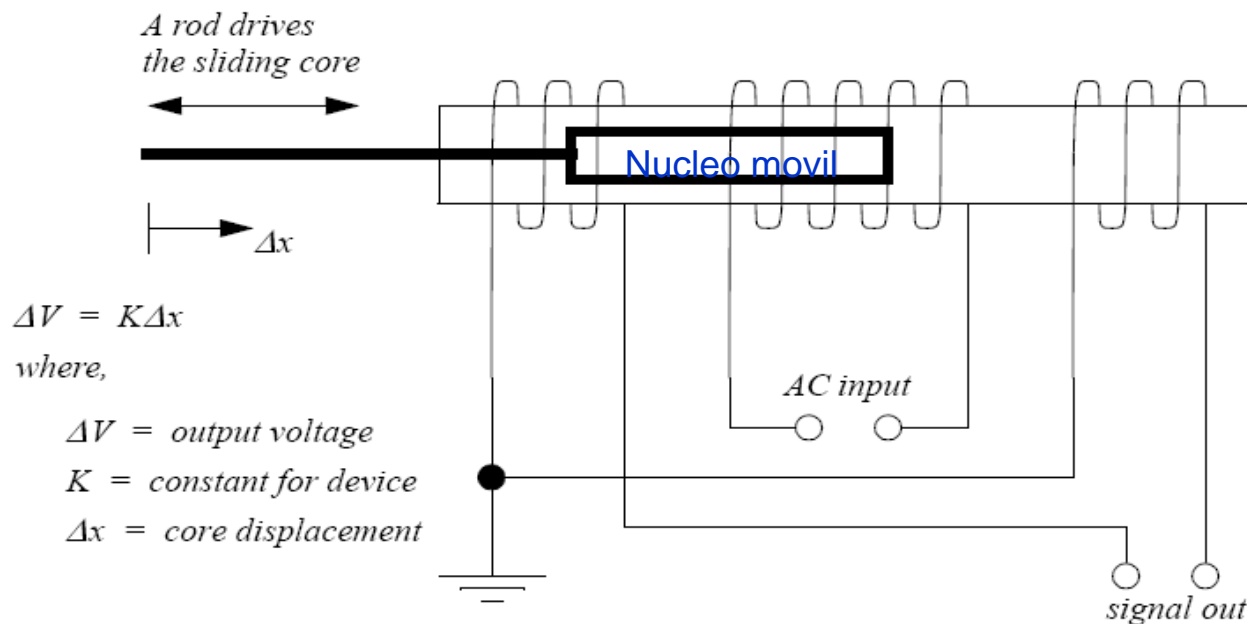 A rod drives
the sliding core
Nucleo movil
Δx
ΔV = KΔx
where,
AC input
ΔV = output voltage
K = constant for device
Δx = core displacement
signal out